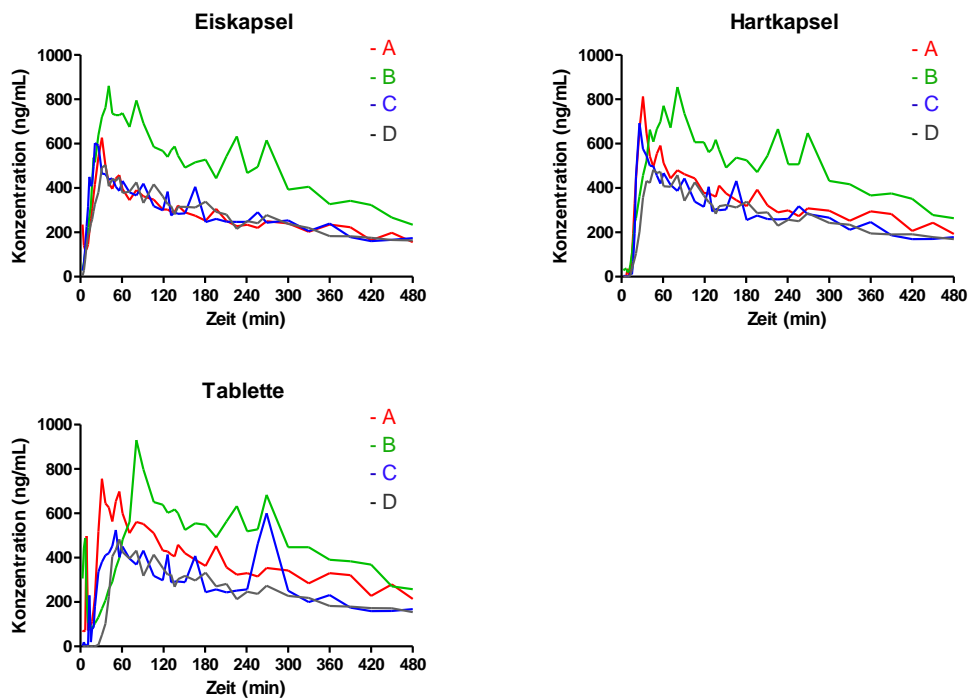 Eiskapsel
- A
- B
- C
- D
Konzentration (ng/mL)
1000
800
600
400
200
0
0 60 120 180 240 300 360 420 480
Zeit (min)
Hartkapsel
- A
- B
- C
- D
Konzentration (ng/mL)
1000
800
600
400
200
0
0 60 120 180 240 300 360 420 480
Zeit (min)
Tablette
- A
- B
- C
- D
Konzentration (ng/mL)
1000
800
600
400
200
0
0 60 120 180 240 300 360 420 480
Zeit (min)